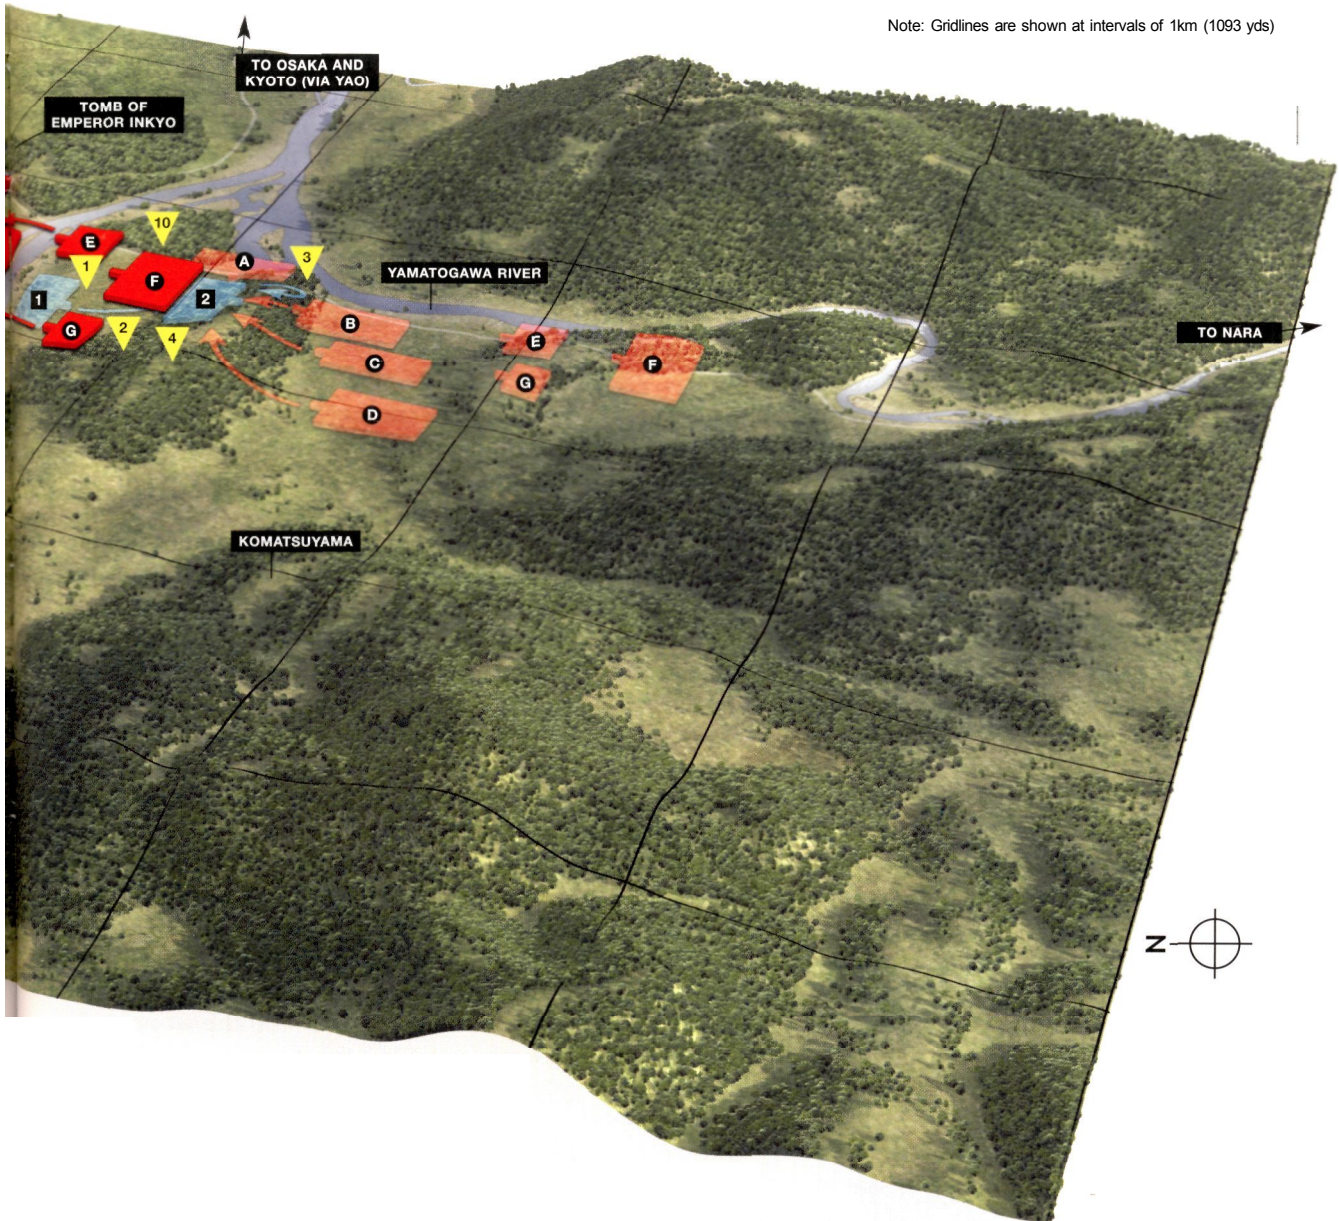 Note: Gridlines are shown at intervals of 1km (1093 yds)
TO OSAKA AND
KYOTO (VIA YAO)
TOMB OF
EMPEROR INKYO
10
E
1
F
A
3
YAMATOGAWA RIVER
1
2
G
2
4
B
C
D
E
G
F
TO NARA
KOMATSUYAMA
N